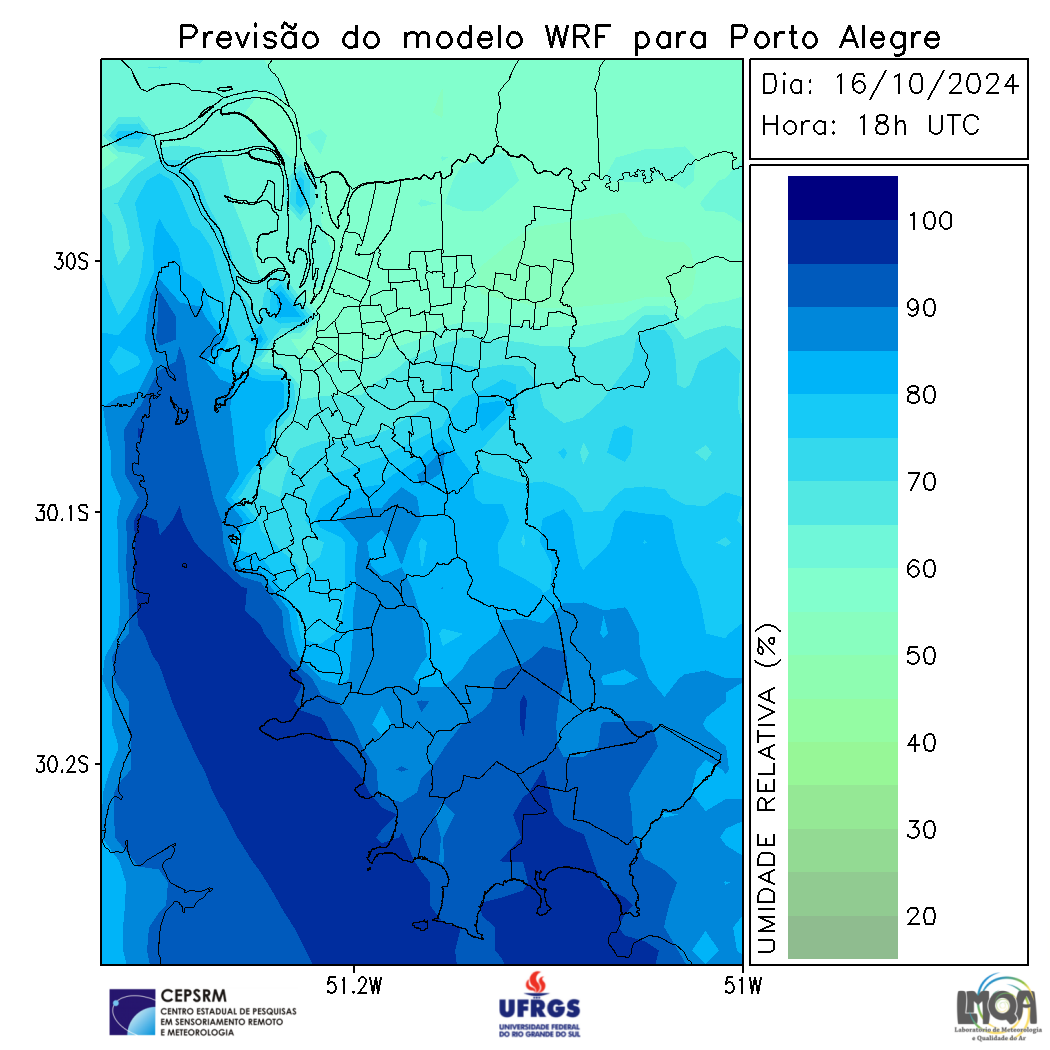 Previsão do modelo WRF para Porto Alegre
Dia: 16/10/2024
Hora: 18h UTC
30S
30.1S
30.2S
51.2W
51W
UMIDADE RELATIVA (%)
100
90
80
70
60
50
40
30
20
CEPSRM
CENTRO ESTADUAL DE PESQUISAS
EM SENSORIAMENTO REMOTO
E METEOROLOGIA
UFRGS
UNIVERSIDADE FEDERAL
DO RIO GRANDE DO SUL
LMQA
Laboratório de Meteorologia
e Qualidade do Ar